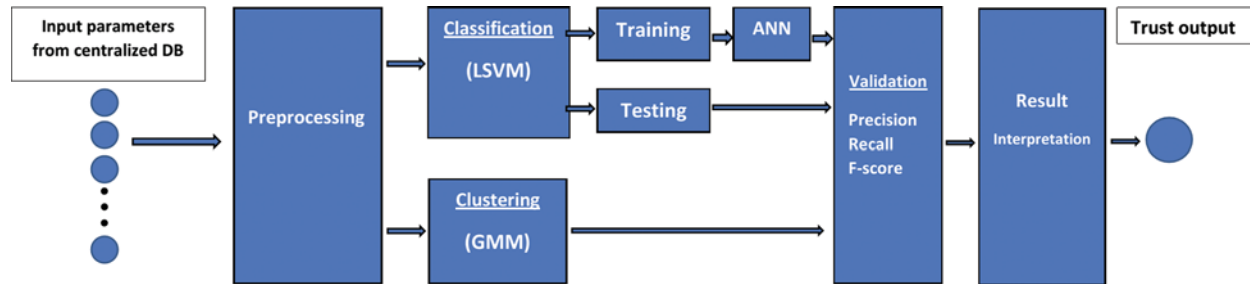 Input parameters
from centralized DB
Preprocessing
Classification
(LSVM)
Training
ANN
Testing
Clustering
(GMM)
Validation
Precision
Recall
F-score
Result
Interpretation
Trust output